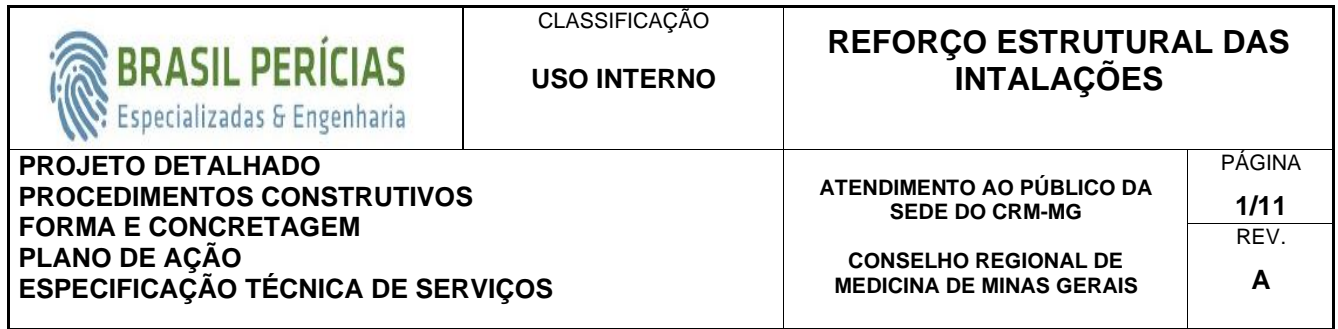 BRASIL PERÍCIAS
Especializadas & Engenharia
CLASSIFICAÇÃO
USO INTERNO
REFORÇO ESTRUTURAL DAS
INTALAÇÕES
PROJETO DETALHADO
PROCEDIMENTOS CONSTRUTIVOS
FORMA E CONCRETAGEM
PLANO DE AÇÃO
ESPECIFICAÇÃO TÉCNICA DE SERVIÇOS
ATENDIMENTO AO PÚBLICO DA
SEDE DO CRM-MG
CONSELHO REGIONAL DE
MEDICINA DE MINAS GERAIS
PÁGINA
1/11
REV.
A